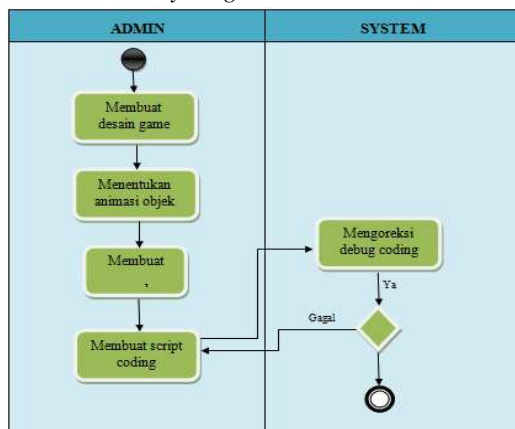 ADMIN
SYSTEM
Membuat
desain game
Menentukan
animasi objek
Membuat
,
Membuat script
coding
Mengoreksi
debug coding
Ya
Gagal